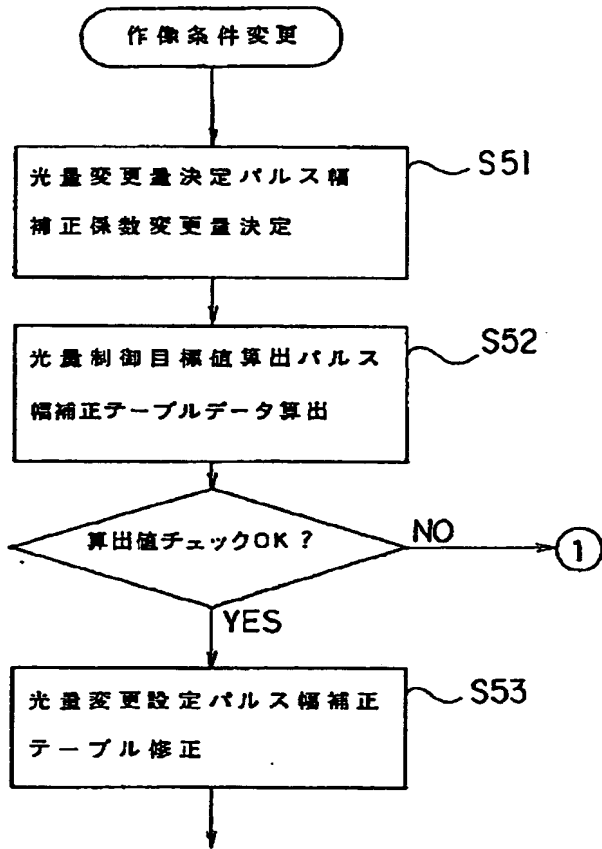 作像条件変更
光量変更量決定パルス幅
補正係数変更量決定
S51
光量制御目標値算出パルス
幅補正テーブルデータ算出
S52
算出値チェックOK？
NO
1
YES
光量変更設定パルス幅補正
テーブル修正
S53